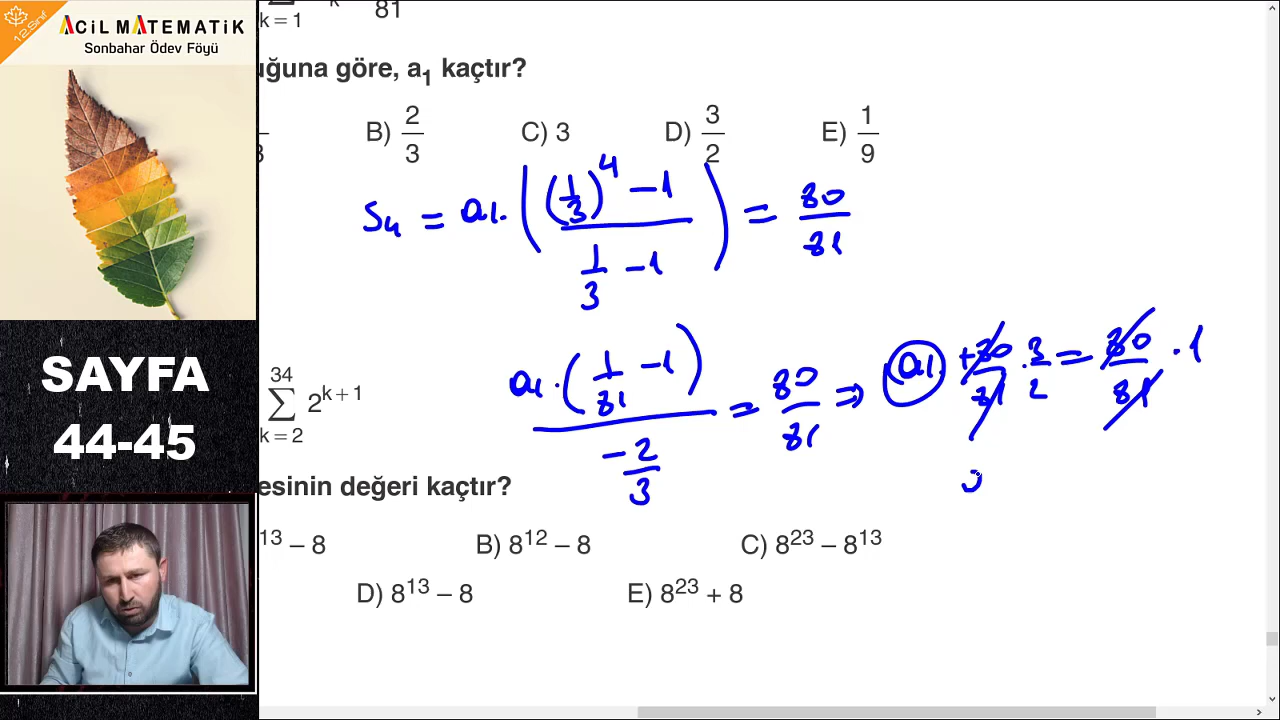 12.Sınıf
ACİL MATEMATİK
Sonbahar Ödev Föyü
k = 1
81
uğuna göre, a1 kaçtır?
B) 2/3 C) 3 D) 3/2 E) 1/9
S4 = a1. ( ((1/3)^4 – 1) / (1/3 – 1) ) = 80/81
a1.(1/81 – 1) / (–2/3) = 80/81 ⇒ a1. +80/81 . 3/2 = 80/81 . 1
SAYFA
44-45
34
∑ 2^k+1
k = 2
esinin değeri kaçtır?
13 – 8 B) 8^12 – 8 C) 8^23 – 8^13
D) 8^13 – 8 E) 8^23 + 8